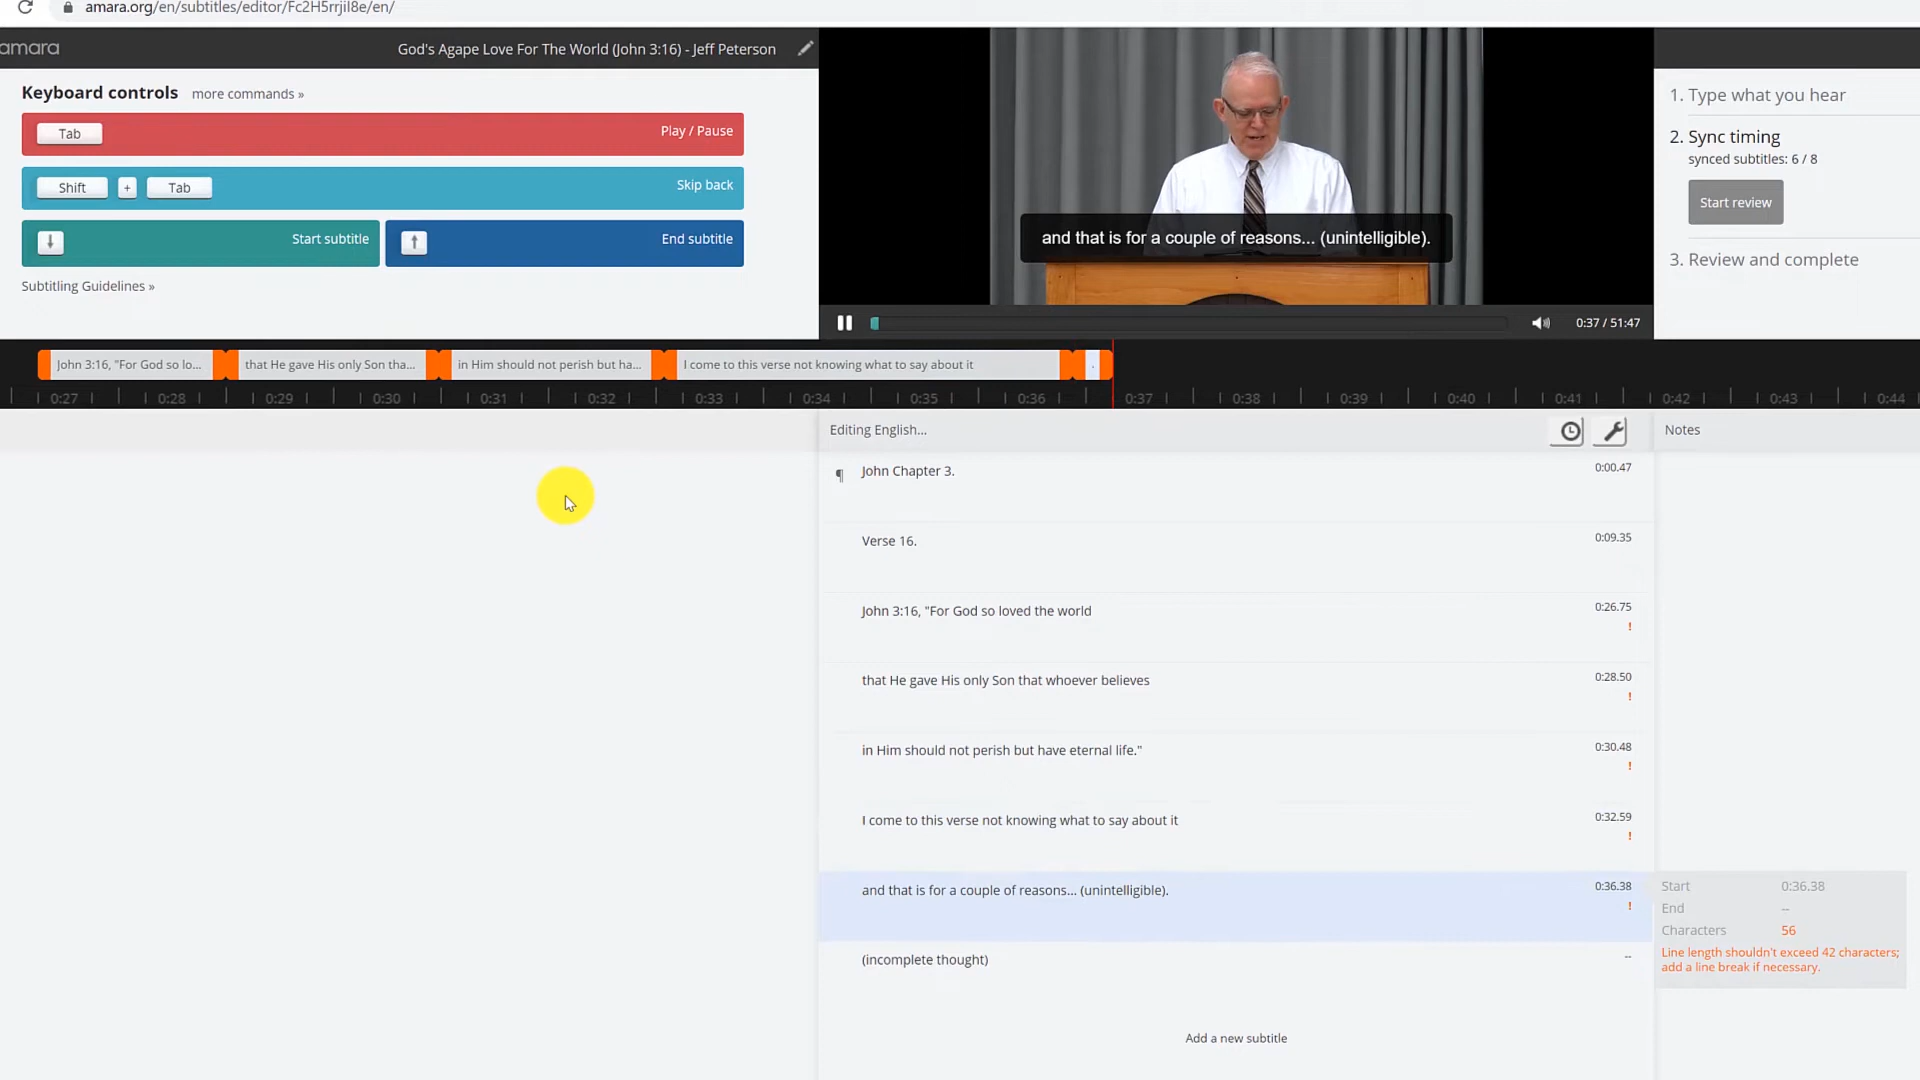 amara.org/en/subtitles/editor/Fc2H5rrjiI8e/en/
amara
God's Agape Love For The World (John 3:16) - Jeff Peterson
Keyboard controls more commands »
Tab Play / Pause
Shift + Tab Skip back
Start subtitle
End subtitle
Subtitling Guidelines »
and that is for a couple of reasons... (unintelligible).
0:37 / 51:47
1. Type what you hear
2. Sync timing
synced subtitles: 6 / 8
Start review
3. Review and complete
John 3:16, "For God so lo... that He gave His only Son tha... in Him should not perish but ha... I come to this verse not knowing what to say about it .
0:27 0:28 0:29 0:30 0:31 0:32 0:33 0:34 0:35 0:36 0:37 0:38 0:39 0:40 0:41 0:42 0:43 0:44
Editing English...
Notes
¶ John Chapter 3. 0:00.47
Verse 16. 0:09.35
John 3:16, "For God so loved the world 0:26.75
!
that He gave His only Son that whoever believes 0:28.50
!
in Him should not perish but have eternal life." 0:30.48
!
I come to this verse not knowing what to say about it 0:32.59
!
and that is for a couple of reasons... (unintelligible). 0:36.38
!
Start 0:36.38
End --
Characters 56
Line length shouldn't exceed 42 characters;
add a line break if necessary.
(incomplete thought) --
Add a new subtitle